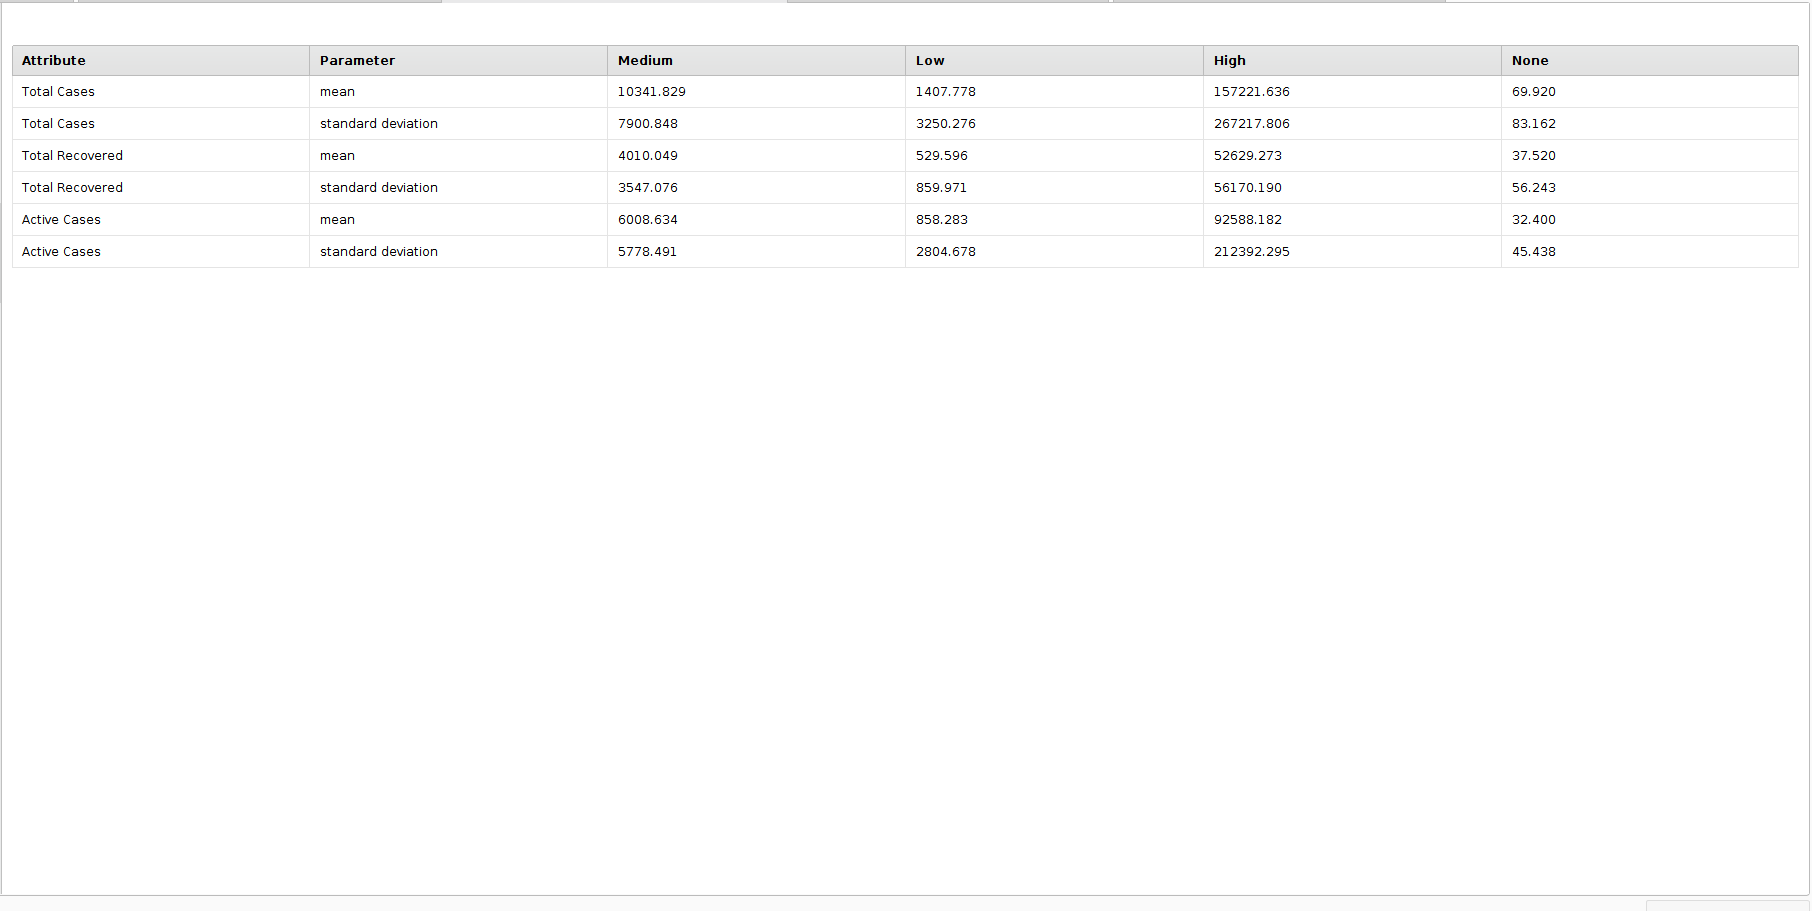 Attribute Parameter Medium Low High None
Total Cases mean 10341.829 1407.778 157221.636 69.920
Total Cases standard deviation 7900.848 3250.276 267217.806 83.162
Total Recovered mean 4010.049 529.596 52629.273 37.520
Total Recovered standard deviation 3547.076 859.971 56170.190 56.243
Active Cases mean 6008.634 858.283 92588.182 32.400
Active Cases standard deviation 5778.491 2804.678 212392.295 45.438